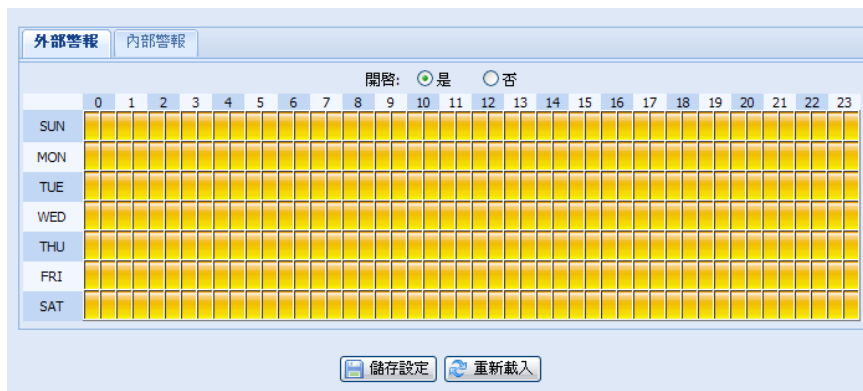 外部警報 內部警報
開啓: 是 否
0 1 2 3 4 5 6 7 8 9 10 11 12 13 14 15 16 17 18 19 20 21 22 23
SUN
MON
TUE
WED
THU
FRI
SAT
儲存設定 重新載入